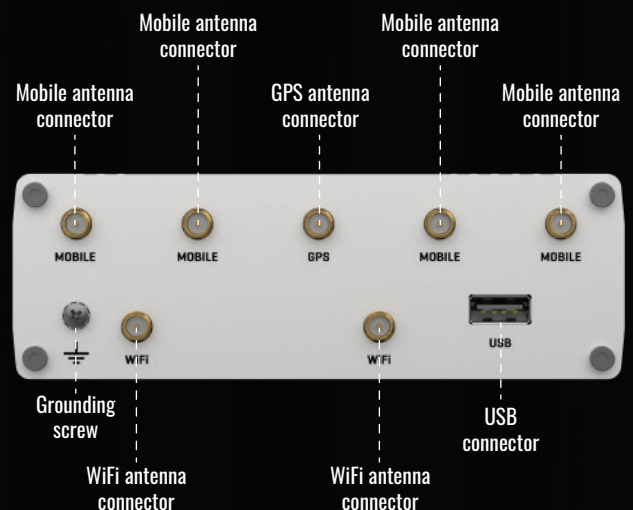 Mobile antenna
connector
Mobile antenna
connector
Mobile antenna
connector
GPS antenna
connector
Mobile antenna
connector
MOBILE
MOBILE
GPS
MOBILE
MOBILE
WiFi
WiFi
USB
Grounding
screw
USB
connector
WiFi antenna
connector
WiFi antenna
connector